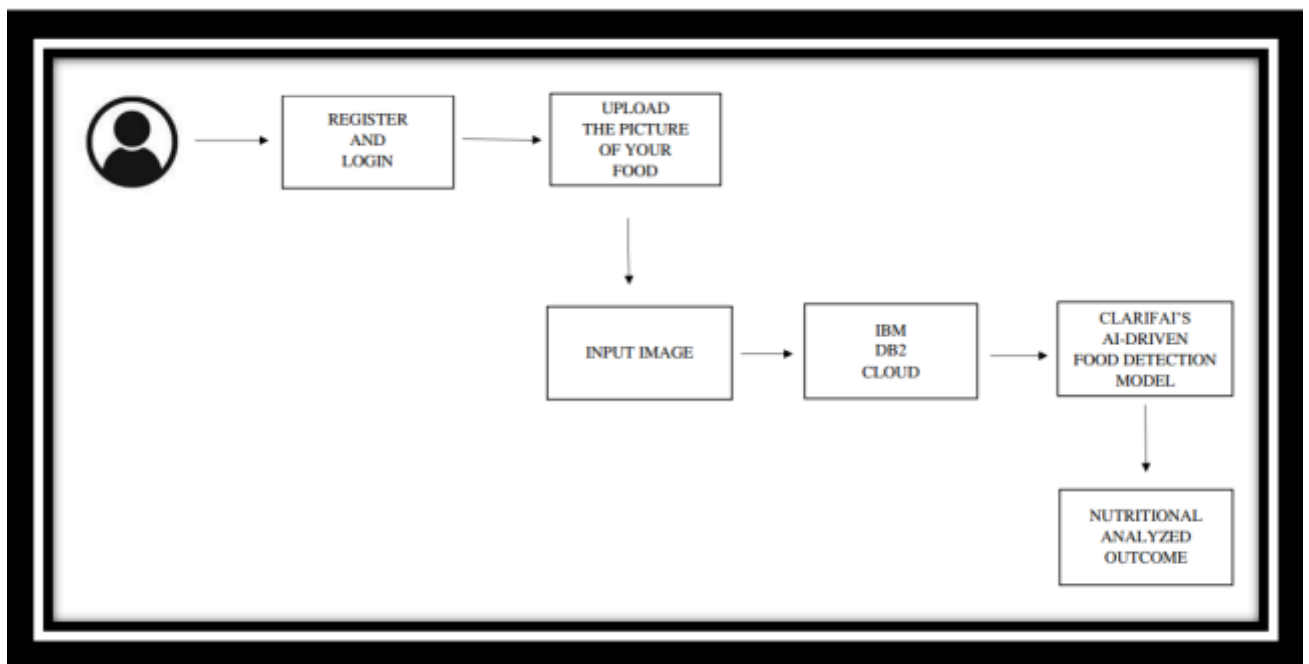 REGISTER
AND
LOGIN
UPLOAD
THE PICTURE
OF YOUR
FOOD
INPUT IMAGE
IBM
DB2
CLOUD
CLARIFAI'S
AI-DRIVEN
FOOD DETECTION
MODEL
NUTRITIONAL
ANALYZED
OUTCOME